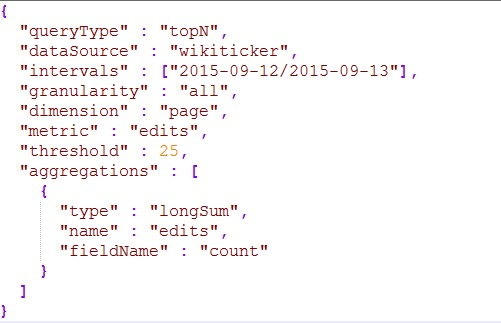 {
  "queryType" : "topN",
  "dataSource" : "wikiticker",
  "intervals" : ["2015-09-12/2015-09-13"],
  "granularity" : "all",
  "dimension" : "page",
  "metric" : "edits",
  "threshold" : 25,
  "aggregations" : [
    {
      "type" : "longSum",
      "name" : "edits",
      "fieldName" : "count"
    }
  ]
}